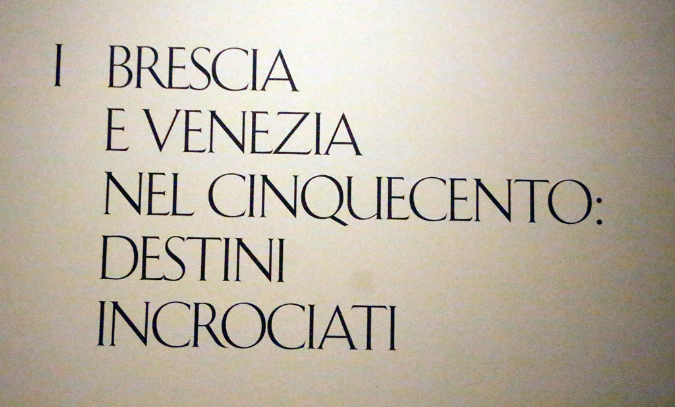 I BRESCIA
E VENEZIA
NEL CINQUECENTO:
DESTINI
INCROCIATI